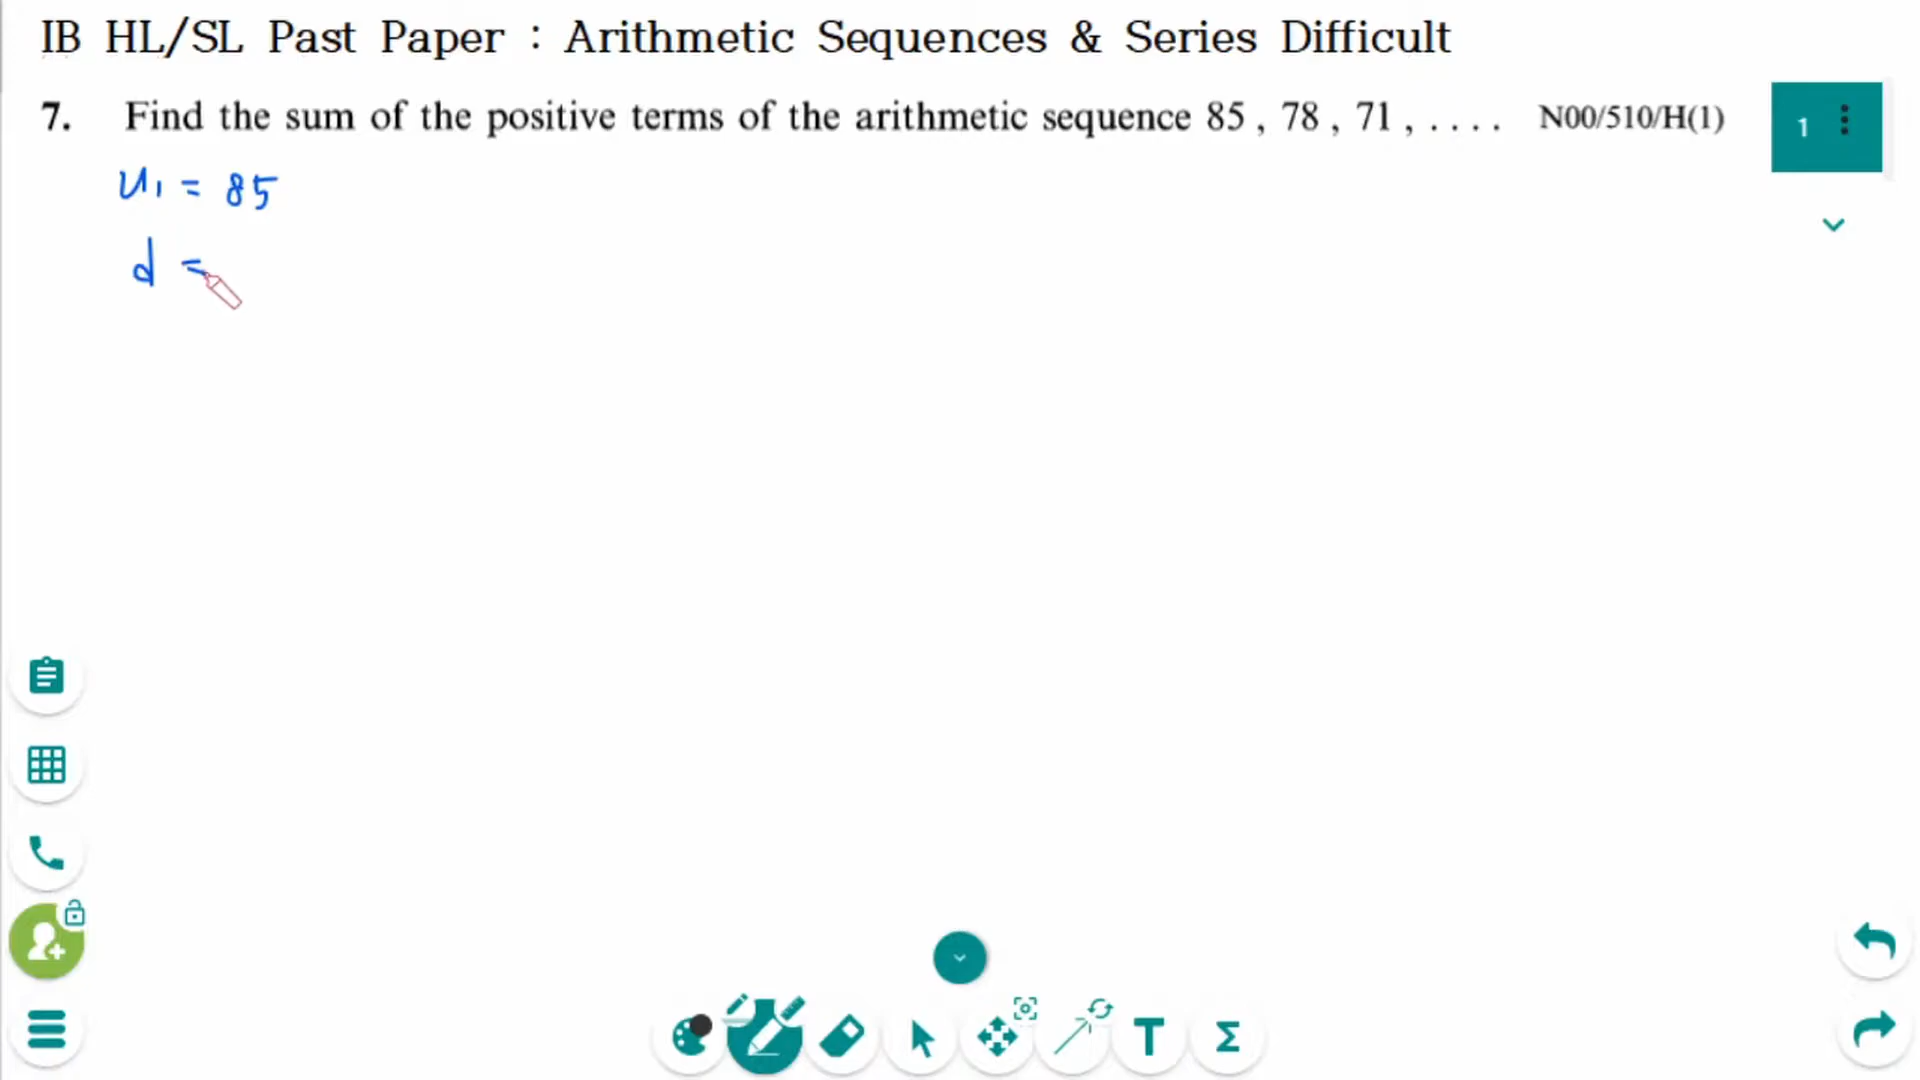 IB HL/SL Past Paper : Arithmetic Sequences & Series Difficult
7. Find the sum of the positive terms of the arithmetic sequence 85 , 78 , 71 , . . . . N00/510/H(1)
1
u₁ = 85
d =
T
Σ